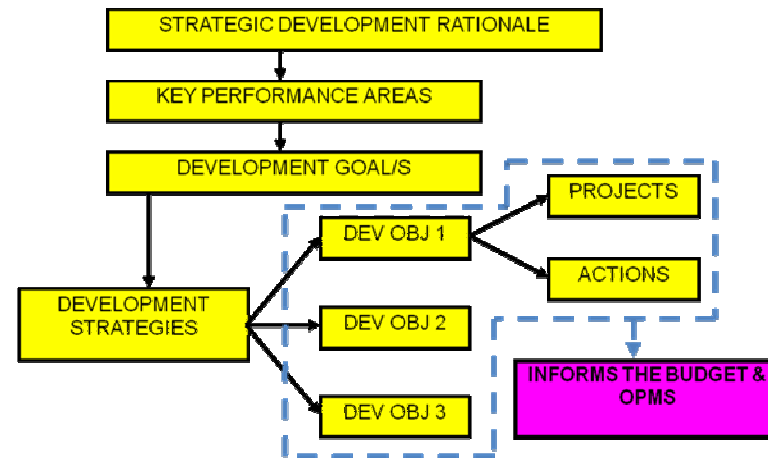 STRATEGIC DEVELOPMENT RATIONALE
KEY PERFORMANCE AREAS
DEVELOPMENT GOAL/S
PROJECTS
DEV OBJ 1
ACTIONS
DEVELOPMENT
STRATEGIES
DEV OBJ 2
INFORMS THE BUDGET &
OPMS
DEV OBJ 3